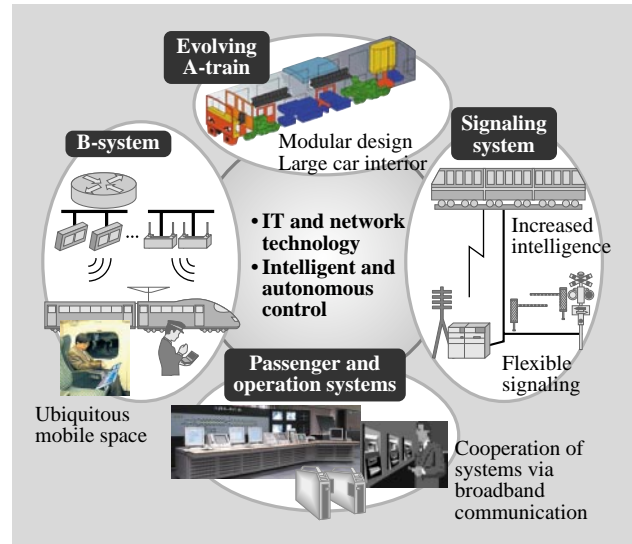 Evolving
A-train
Modular design
Large car interior
B-system
Ubiquitous
mobile space
Signaling
system
Increased
intelligence
Flexible
signaling
• IT and network
technology
• Intelligent and
autonomous
control
Passenger and
operation systems
Cooperation of
systems via
broadband
communication